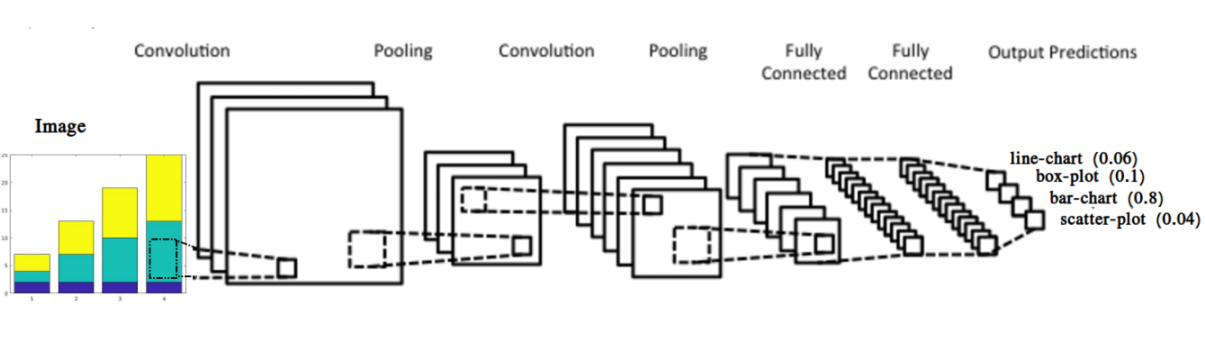 Convolution
Pooling
Convolution
Pooling
Fully
Connected
Fully
Connected
Output Predictions
Image
line-chart (0.06)
box-plot (0.1)
bar-chart (0.8)
scatter-plot (0.04)
25
20
15
10
5
0
1 2 3 4